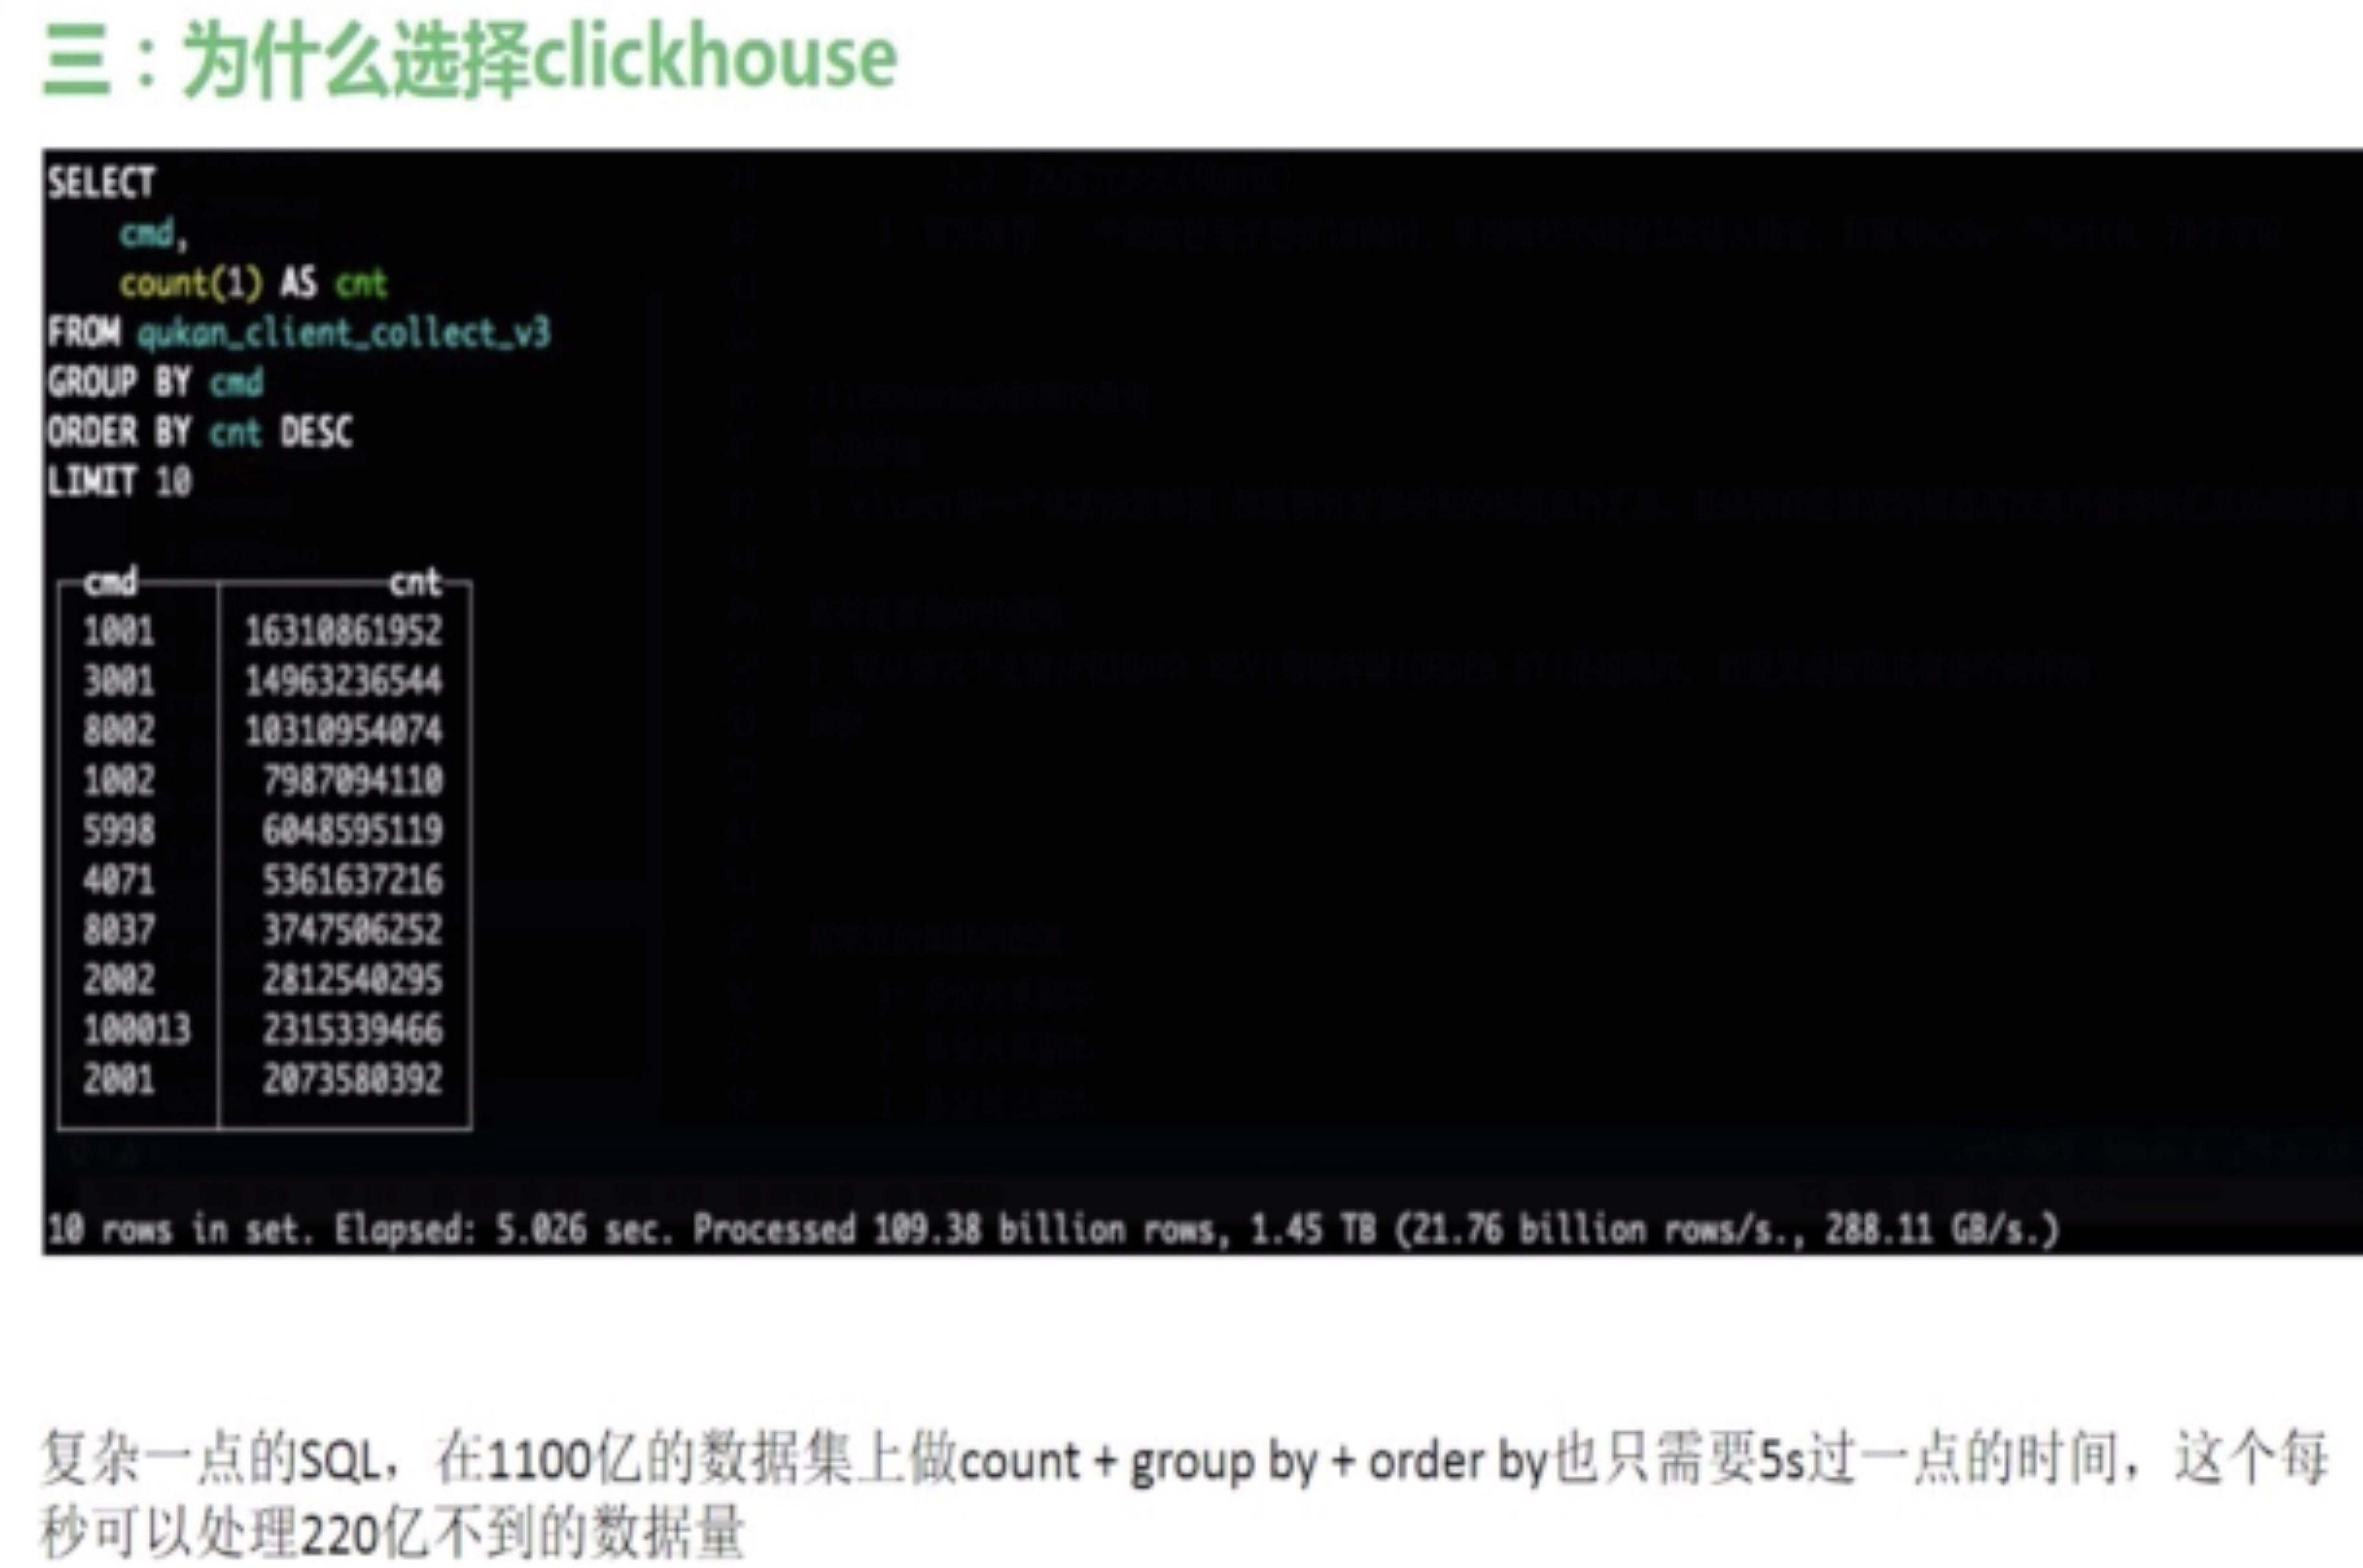 三：为什么选择clickhouse
SELECT
cmd,
count(1) AS cnt
FROM qukan_client_collect_v3
GROUP BY cmd
ORDER BY cnt DESC
LIMIT 10
cmd cnt
1001 16310861952
3001 14963236544
8002 10310954074
1002 7987094110
5998 6048595119
4071 5361637216
8037 3747506252
2002 2812540295
100013 2315339466
2001 2073580392
10 rows in set. Elapsed: 5.026 sec. Processed 109.38 billion rows, 1.45 TB (21.76 billion rows/s., 288.11 GB/s.)
复杂一点的SQL，在1100亿的数据集上做count + group by + order by也只需要5s过一点的时间，这个每
秒可以处理220亿不到的数据量